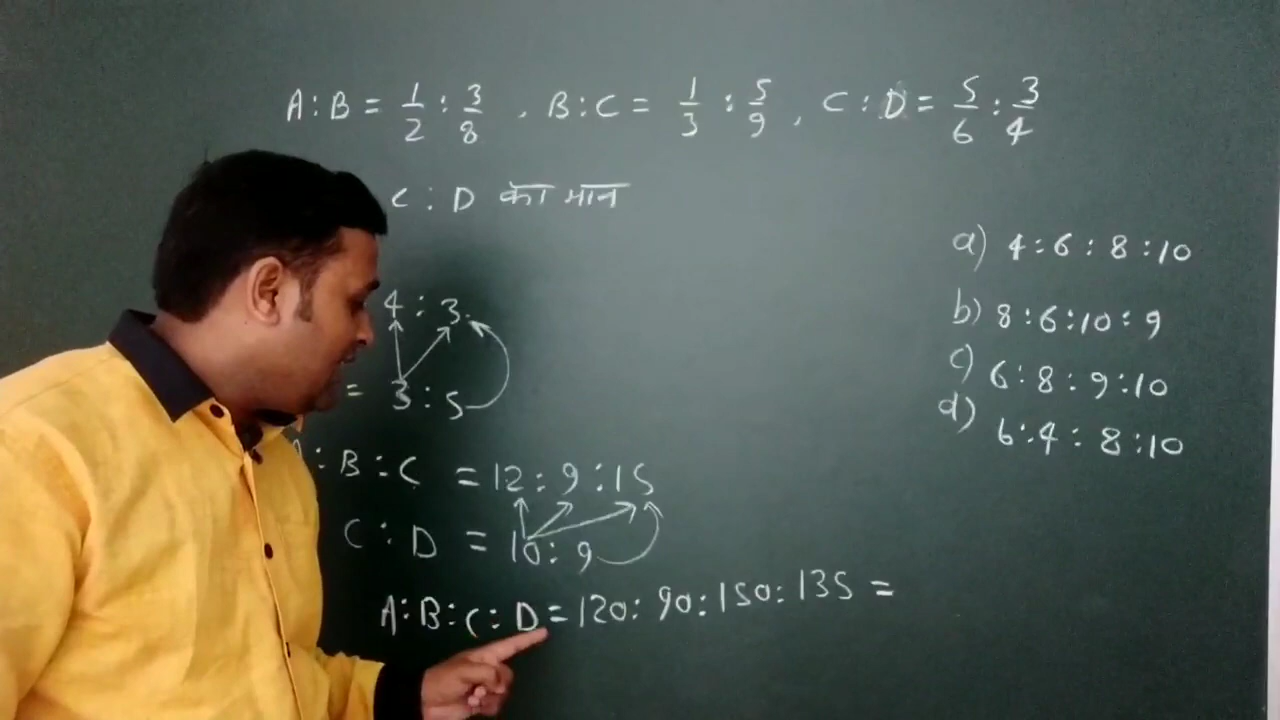 A : B = 1/2 : 3/8 , B : C = 1/3 : 5/9 , C : D = 5/6 : 3/4
C : D का मान
a) 4 : 6 : 8 : 10
b) 8 : 6 : 10 : 9
c) 6 : 8 : 9 : 10
d) 6 : 4 : 8 : 10
4 : 3
= 3 : 5
: B : C = 12 : 9 : 15
C : D = 10 : 9
A : B : C : D = 120 : 90 : 150 : 135 =